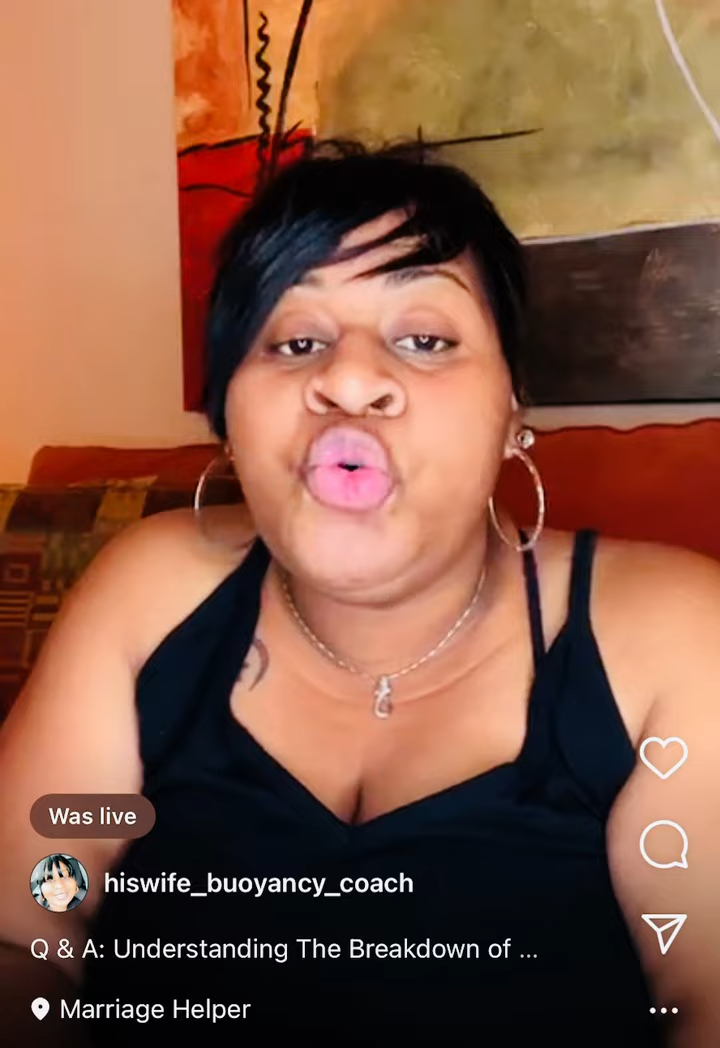 Was live
hiswife_buoyancy_coach
Q & A: Understanding The Breakdown of ...
Marriage Helper